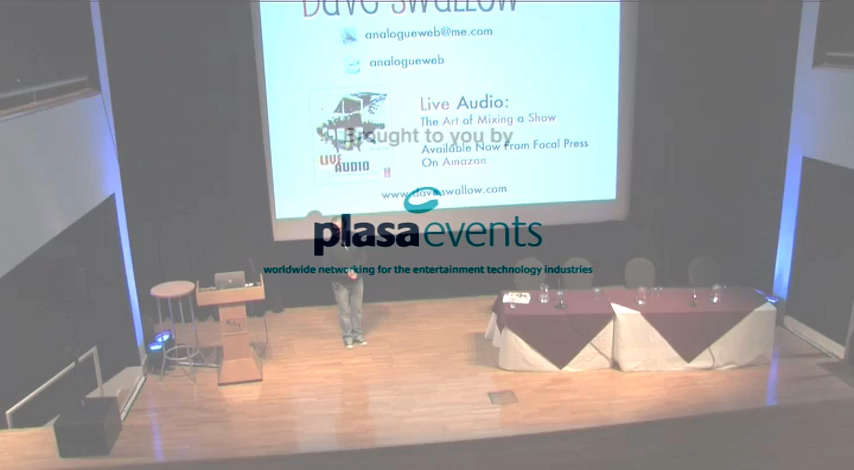 Dave Swallow
analogueweb@me.com
analogueweb
Live Audio:
The Art of Mixing a Show
Brought to you by
Available Now From Focal Press
On Amazon
LIVE
AUDIO
www.daveswallow.com
plasa events
worldwide networking for the entertainment technology industries